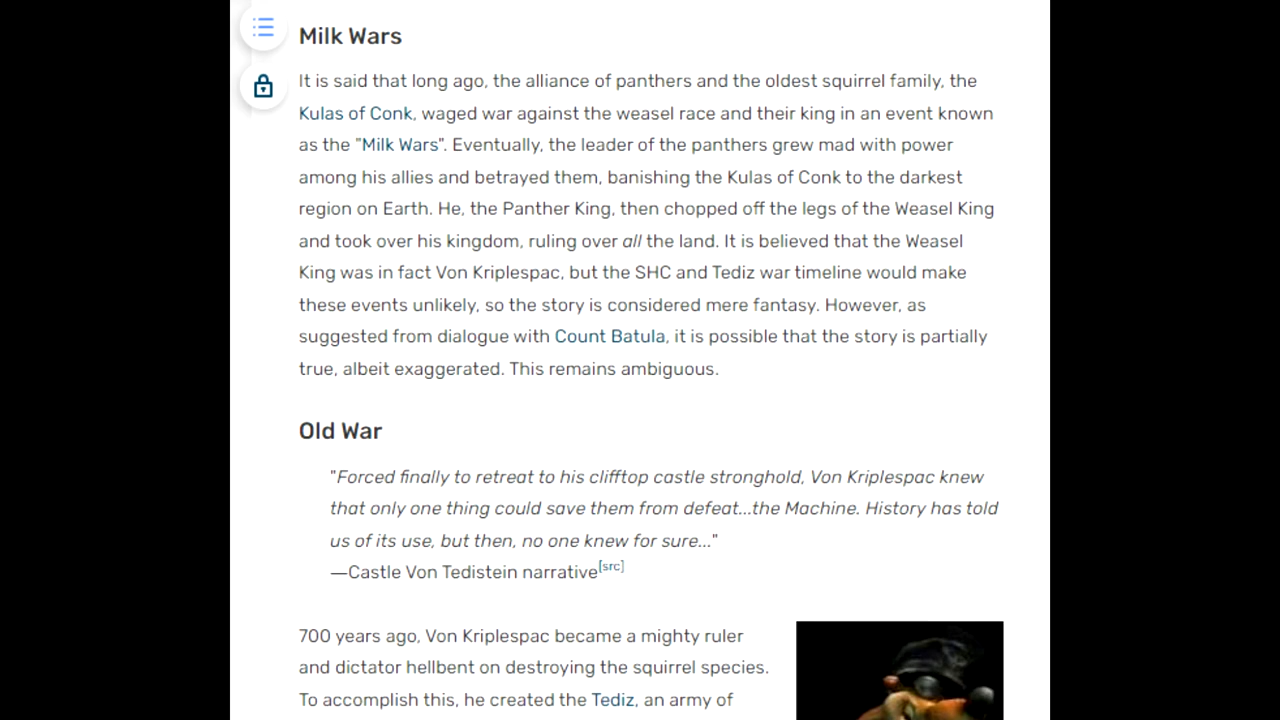 Milk Wars
It is said that long ago, the alliance of panthers and the oldest squirrel family, the
Kulas of Conk, waged war against the weasel race and their king in an event known
as the "Milk Wars". Eventually, the leader of the panthers grew mad with power
among his allies and betrayed them, banishing the Kulas of Conk to the darkest
region on Earth. He, the Panther King, then chopped off the legs of the Weasel King
and took over his kingdom, ruling over all the land. It is believed that the Weasel
King was in fact Von Kriplespac, but the SHC and Tediz war timeline would make
these events unlikely, so the story is considered mere fantasy. However, as
suggested from dialogue with Count Batula, it is possible that the story is partially
true, albeit exaggerated. This remains ambiguous.
Old War
"Forced finally to retreat to his clifftop castle stronghold, Von Kriplespac knew
that only one thing could save them from defeat...the Machine. History has told
us of its use, but then, no one knew for sure..."
—Castle Von Tedistein narrative[src]
700 years ago, Von Kriplespac became a mighty ruler
and dictator hellbent on destroying the squirrel species.
To accomplish this, he created the Tediz, an army of